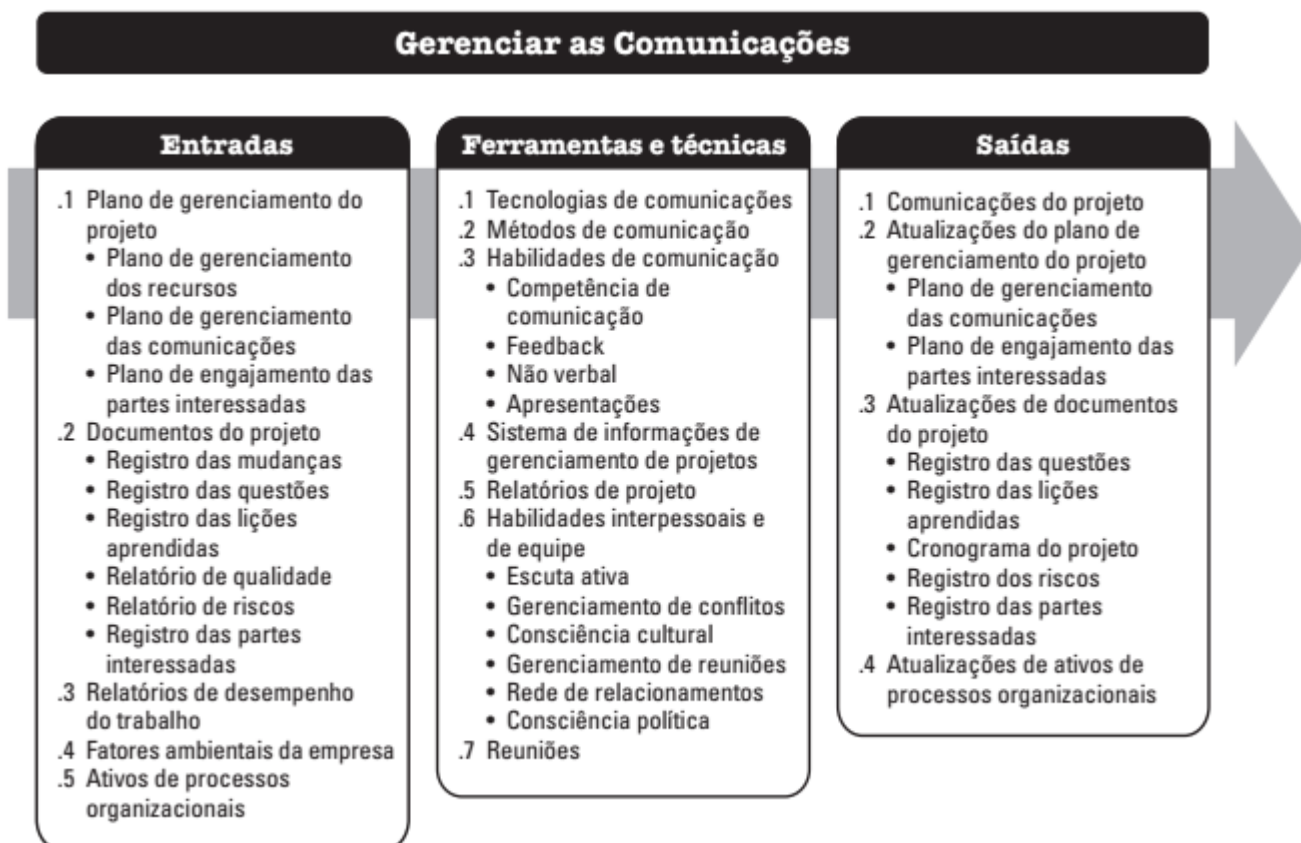 Gerenciar as Comunicações
Entradas
.1 Plano de gerenciamento do
projeto
• Plano de gerenciamento
dos recursos
• Plano de gerenciamento
das comunicações
• Plano de engajamento das
partes interessadas
.2 Documentos do projeto
• Registro das mudanças
• Registro das questões
• Registro das lições
aprendidas
• Relatório de qualidade
• Relatório de riscos
• Registro das partes
interessadas
.3 Relatórios de desempenho
do trabalho
.4 Fatores ambientais da empresa
.5 Ativos de processos
organizacionais
Ferramentas e técnicas
.1 Tecnologias de comunicações
.2 Métodos de comunicação
.3 Habilidades de comunicação
• Competência de
comunicação
• Feedback
• Não verbal
• Apresentações
.4 Sistema de informações de
gerenciamento de projetos
.5 Relatórios de projeto
.6 Habilidades interpessoais e
de equipe
• Escuta ativa
• Gerenciamento de conflitos
• Consciência cultural
• Gerenciamento de reuniões
• Rede de relacionamentos
• Consciência política
.7 Reuniões
Saídas
.1 Comunicações do projeto
.2 Atualizações do plano de
gerenciamento do projeto
• Plano de gerenciamento
das comunicações
• Plano de engajamento das
partes interessadas
.3 Atualizações de documentos
do projeto
• Registro das questões
• Registro das lições
aprendidas
• Cronograma do projeto
• Registro dos riscos
• Registro das partes
interessadas
.4 Atualizações de ativos de
processos organizacionais